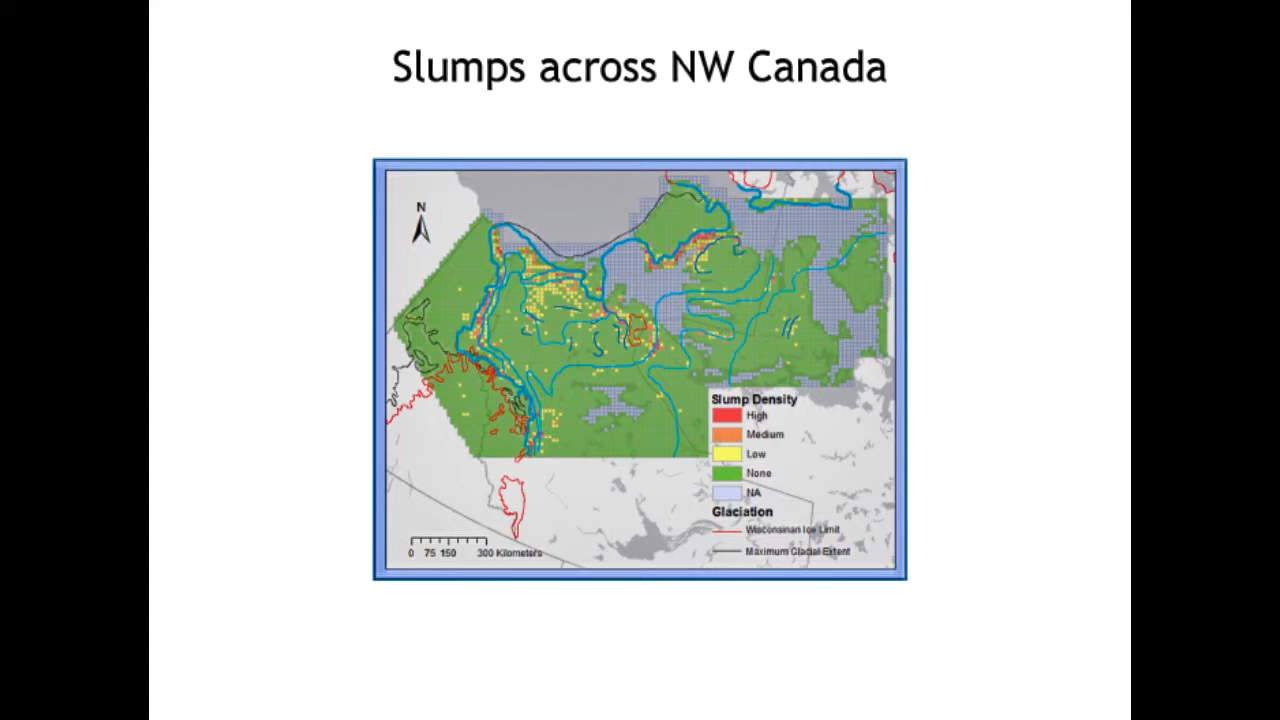 Slumps across NW Canada
N
Slump Density
High
Medium
Low
None
NA
Glaciation
Wisconsinan Ice Limit
Maximum Glacial Extent
0 75 150 300 Kilometers